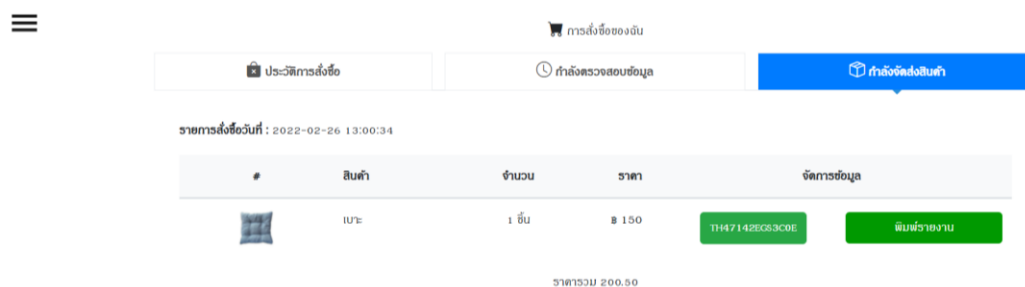 การสั่งซื้อของฉัน
ประวัติการสั่งซื้อ กำลังตรวจสอบข้อมูล กำลังจัดส่งสินค้า
รายการสั่งซื้อวันที่ : 2022-02-26 13:00:34
# สินค้า จำนวน ราคา จัดการข้อมูล
เบาะ 1 ชิ้น ฿ 150 TH47142EGS3C0E พิมพ์รายงาน
ราคารวม 200.50